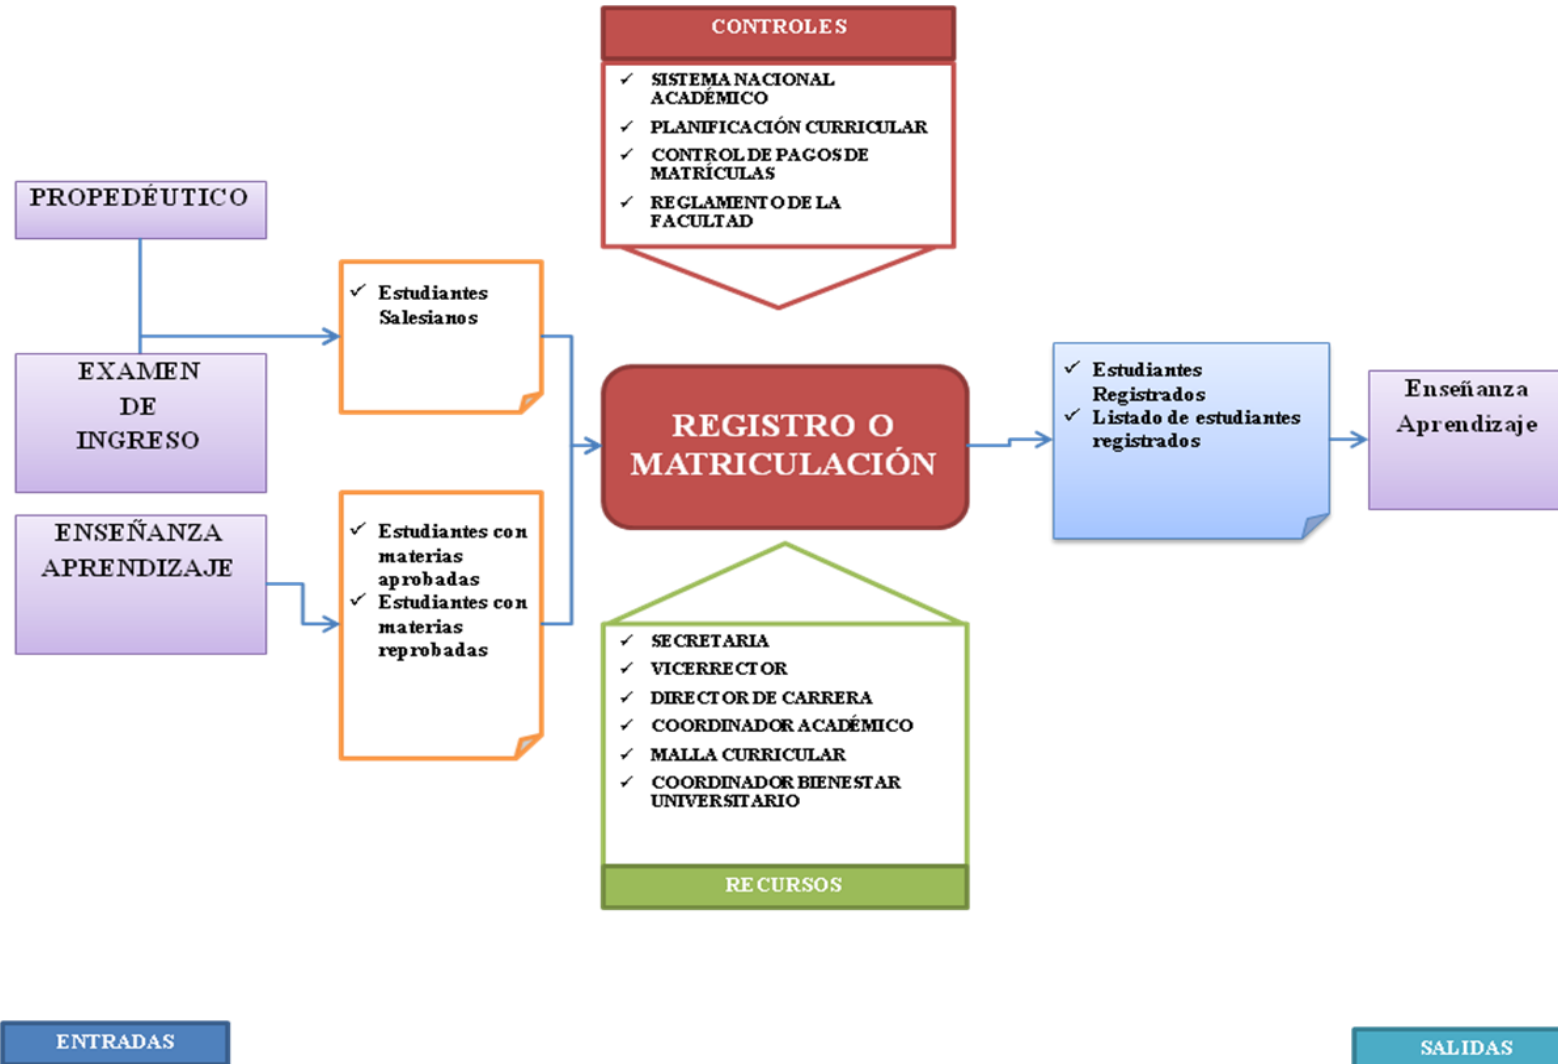 CONTROLES
✓ SISTEMA NACIONAL
ACADÉMICO
✓ PLANIFICACIÓN CURRICULAR
✓ CONTROL DE PAGOS DE
MATRÍCULAS
✓ REGLAMENTO DE LA
FACULTAD
PROPEDÉUTICO
EXAMEN
DE
INGRESO
ENSEÑANZA
APRENDIZAJE
✓ Estudiantes
Salesianos
✓ Estudiantes con
materias
aprobadas
✓ Estudiantes con
materias
reprobadas
REGISTRO O
MATRICULACIÓN
✓ Estudiantes
Registrados
✓ Listado de estudiantes
registrados
Enseñanza
Aprendizaje
✓ SECRETARIA
✓ VICERRECTOR
✓ DIRECTOR DE CARRERA
✓ COORDINADOR ACADÉMICO
✓ MALLA CURRICULAR
✓ COORDINADOR BIENESTAR
UNIVERSITARIO
RECURSOS
ENTRADAS
SALIDAS